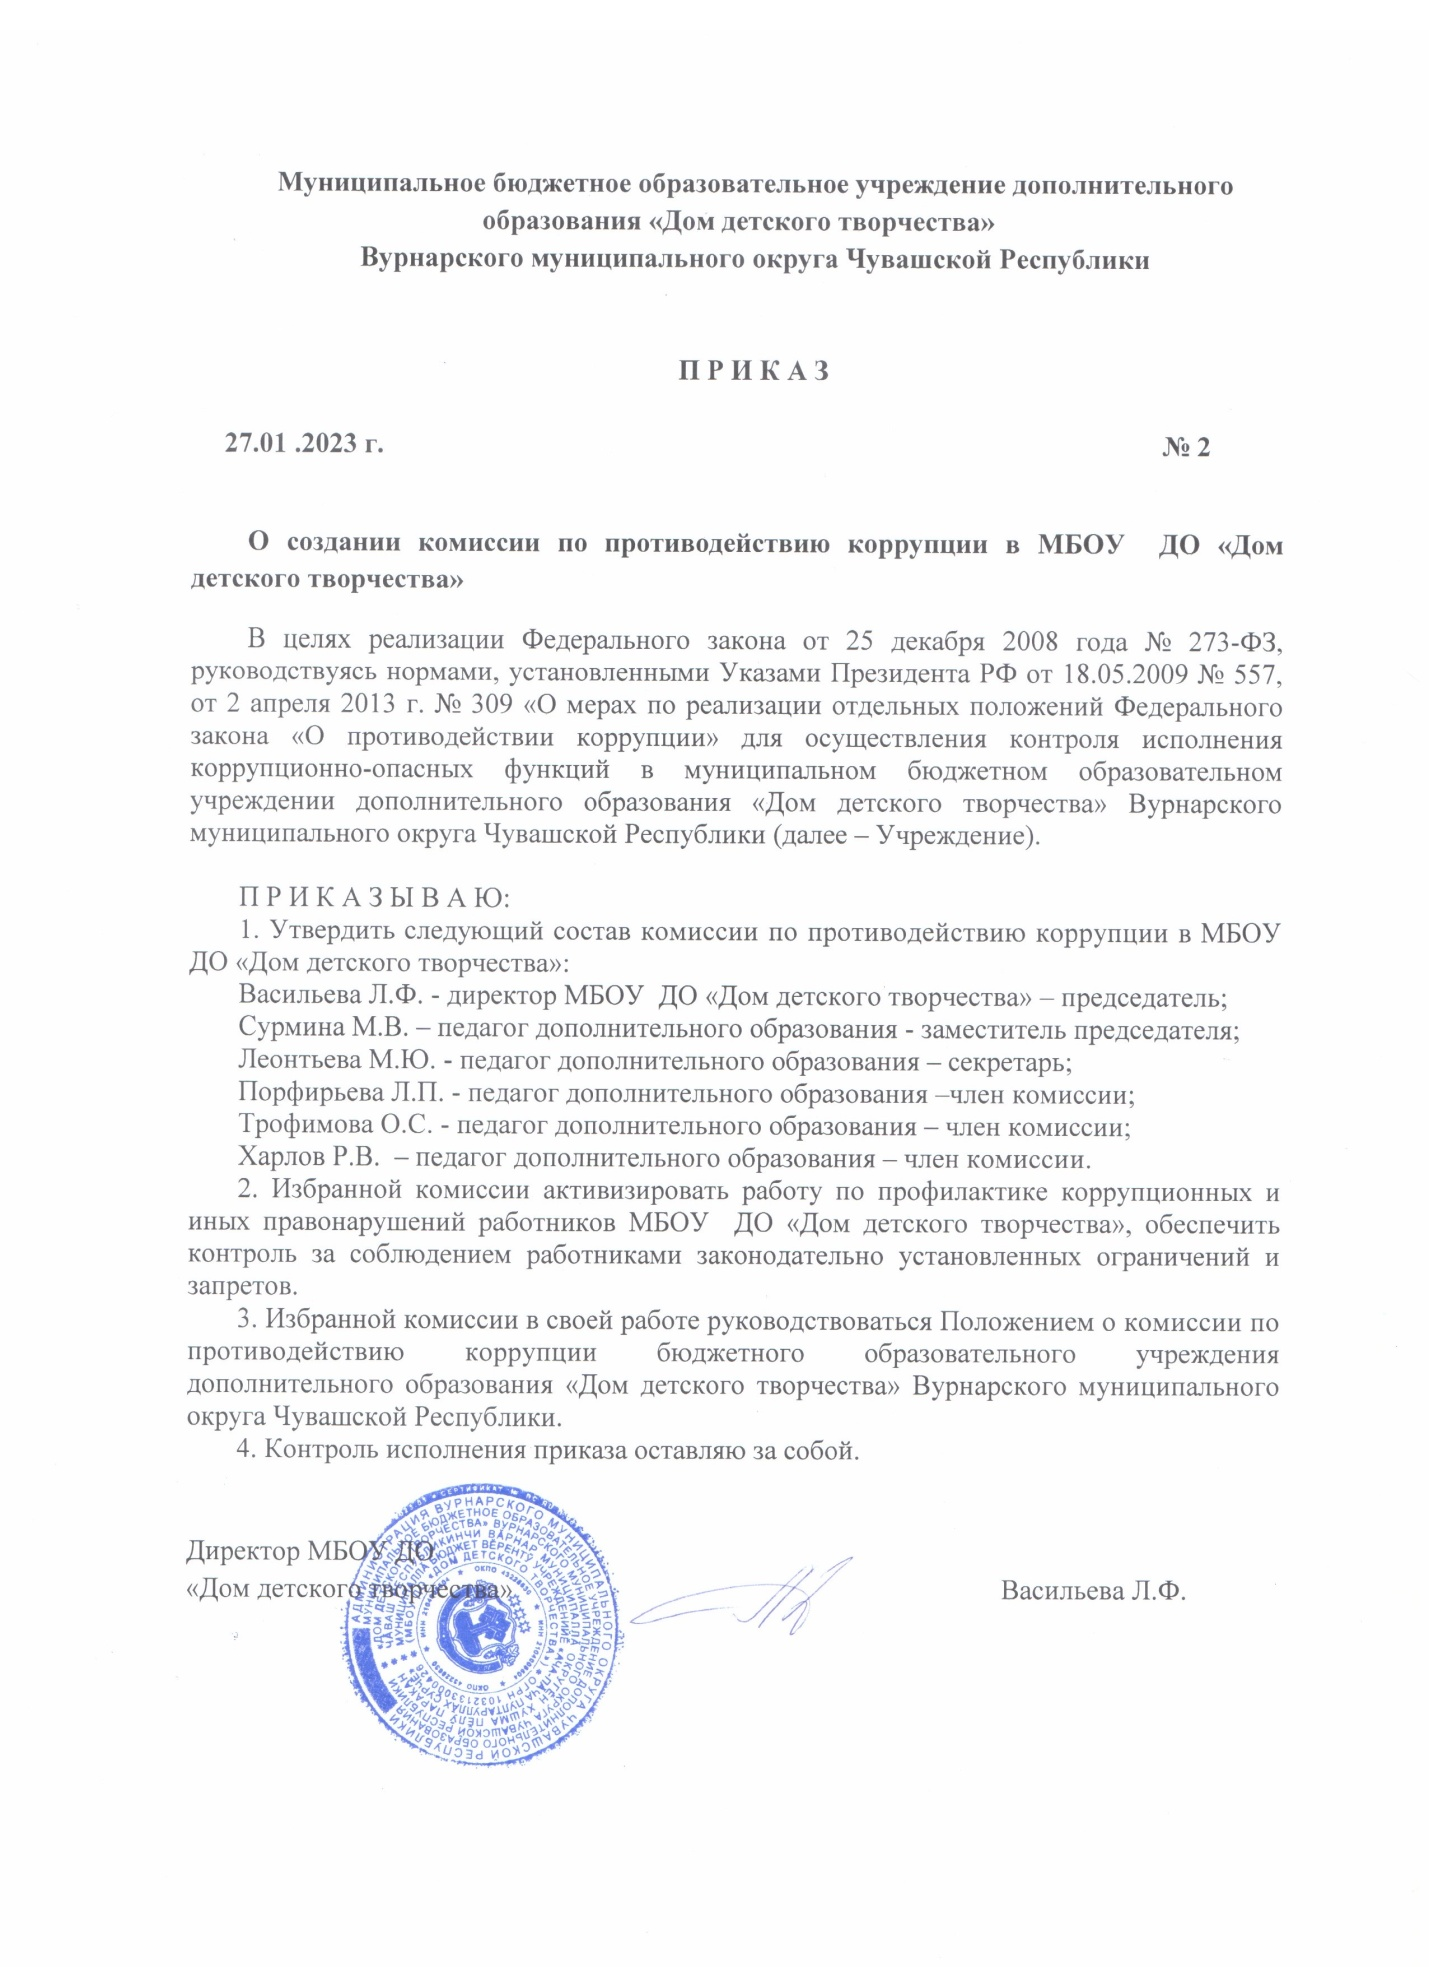 Муниципальное бюджетное образовательное учреждение дополнительного
образования «Дом детского творчества»
Вурнарского муниципального округа Чувашской Республики
П Р И К А З
27.01 .2023 г. № 2
О создании комиссии по противодействию коррупции в МБОУ ДО «Дом
детского творчества»
В целях реализации Федерального закона от 25 декабря 2008 года № 273-ФЗ,
руководствуясь нормами, установленными Указами Президента РФ от 18.05.2009 № 557,
от 2 апреля 2013 г. № 309 «О мерах по реализации отдельных положений Федерального
закона «О противодействии коррупции» для осуществления контроля исполнения
коррупционно-опасных функций в муниципальном бюджетном образовательном
учреждении дополнительного образования «Дом детского творчества» Вурнарского
муниципального округа Чувашской Республики (далее – Учреждение).
П Р И К А З Ы В А Ю:
1. Утвердить следующий состав комиссии по противодействию коррупции в МБОУ
ДО «Дом детского творчества»:
Васильева Л.Ф. - директор МБОУ ДО «Дом детского творчества» – председатель;
Сурмина М.В. – педагог дополнительного образования - заместитель председателя;
Леонтьева М.Ю. - педагог дополнительного образования – секретарь;
Порфирьева Л.П. - педагог дополнительного образования –член комиссии;
Трофимова О.С. - педагог дополнительного образования – член комиссии;
Харлов Р.В. – педагог дополнительного образования – член комиссии.
2. Избранной комиссии активизировать работу по профилактике коррупционных и
иных правонарушений работников МБОУ ДО «Дом детского творчества», обеспечить
контроль за соблюдением работниками законодательно установленных ограничений и
запретов.
3. Избранной комиссии в своей работе руководствоваться Положением о комиссии по
противодействию коррупции бюджетного образовательного учреждения
дополнительного образования «Дом детского творчества» Вурнарского муниципального
округа Чувашской Республики.
4. Контроль исполнения приказа оставляю за собой.
Директор МБОУ ДО
«Дом детского творчества» Васильева Л.Ф.
АДМИНИСТРАЦИЯ ВУРНАРСКОГО МУНИЦИПАЛЬНОГО ОКРУГА ЧУВАШСКОЙ РЕСПУБЛИКИ